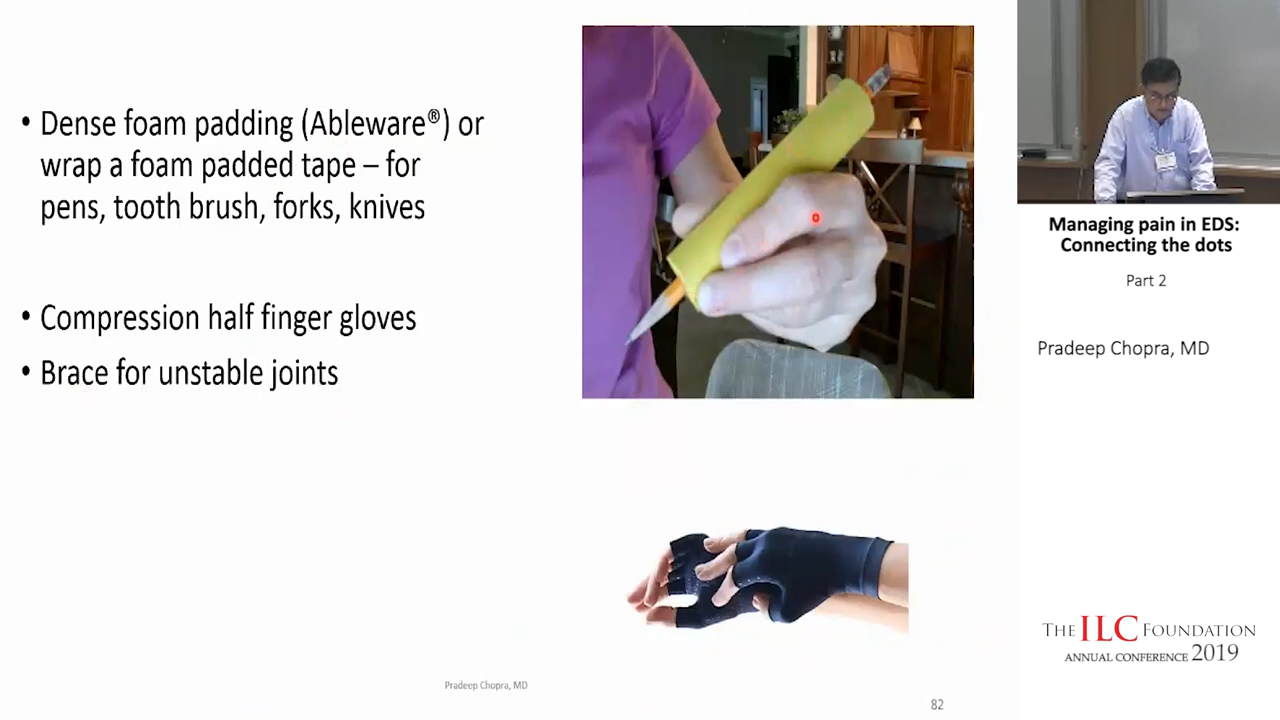 • Dense foam padding (Ableware®) or
wrap a foam padded tape – for
pens, tooth brush, forks, knives
• Compression half finger gloves
• Brace for unstable joints
Pradeep Chopra, MD
82
Managing pain in EDS:
Connecting the dots
Part 2
Pradeep Chopra, MD
THE ILC FOUNDATION
ANNUAL CONFERENCE 2019